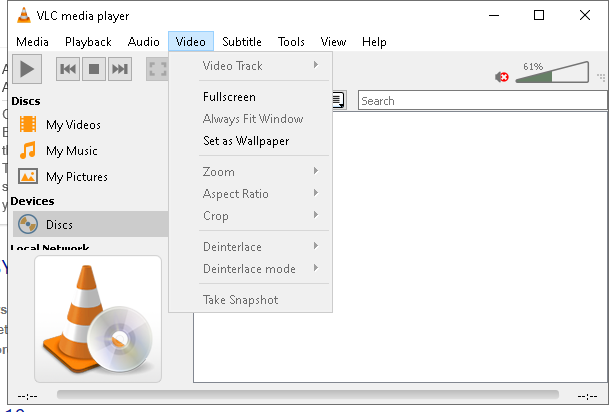 VLC media player
Media Playback Audio Video Subtitle Tools View Help
Video Track
61%
Fullscreen
Search
Always Fit Window
Set as Wallpaper
Zoom
Aspect Ratio
Crop
Deinterlace
Deinterlace mode
Take Snapshot
Discs
My Videos
My Music
My Pictures
Devices
Discs
Local Network
--:-- --:--